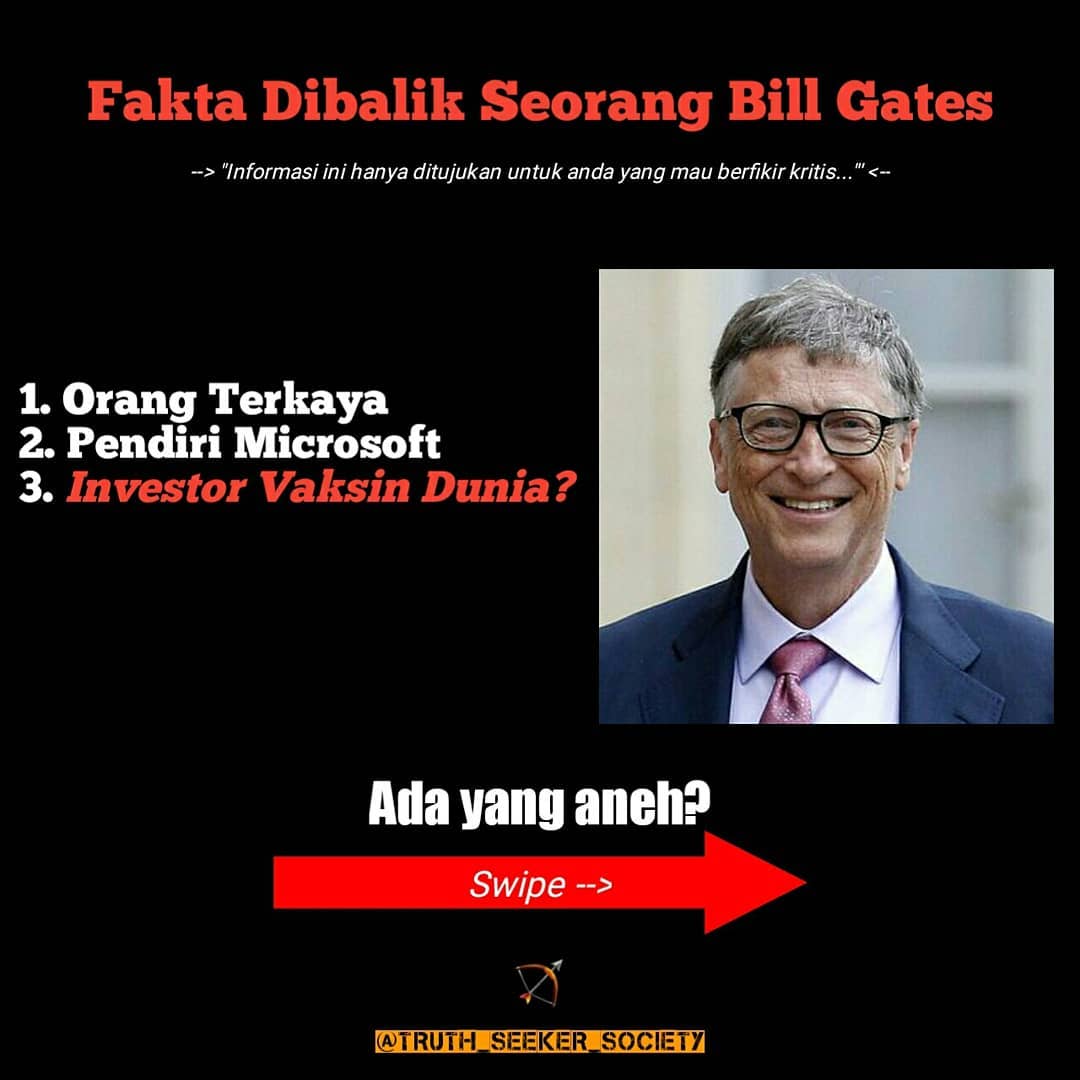 Fakta Dibalik Seorang Bill Gates
--> "Informasi ini hanya ditujukan untuk anda yang mau berfikir kritis..."' <--
1. Orang Terkaya
2. Pendiri Microsoft
3. Investor Vaksin Dunia?
Ada yang aneh?
Swipe -->
@TRUTH_SEEKER_SOCIETY